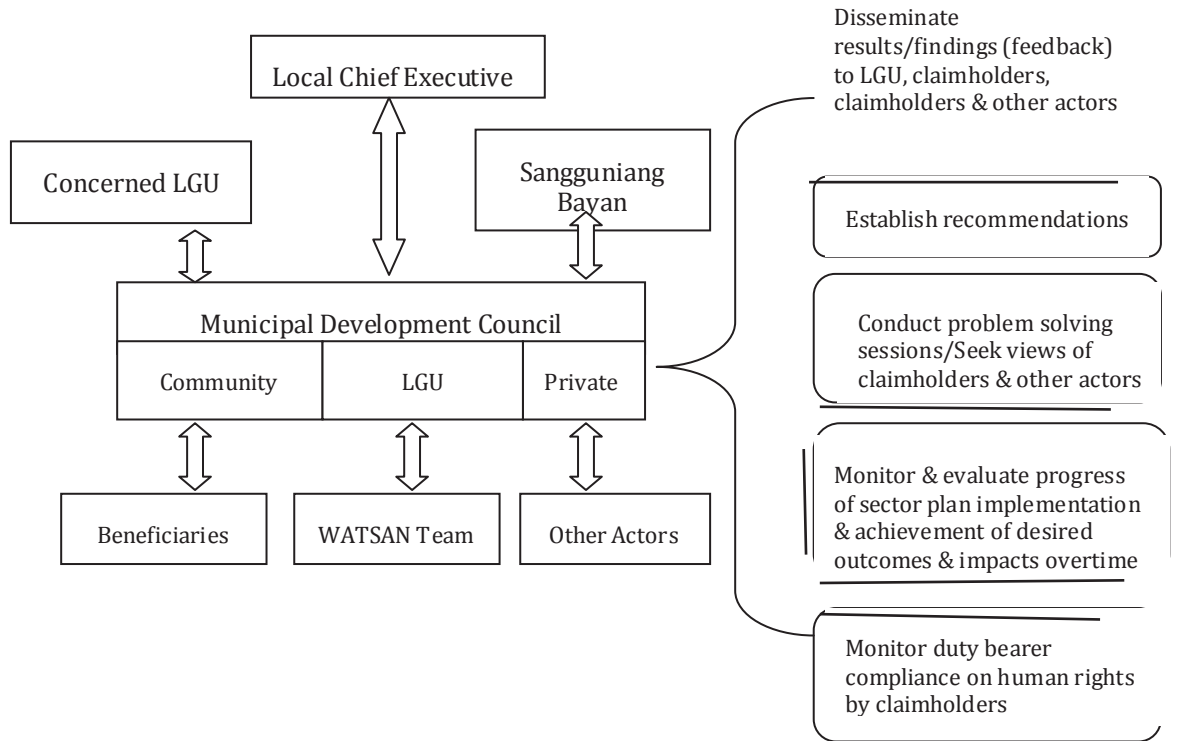 Local Chief Executive
Concerned LGU
Sangguniang
Bayan
Municipal Development Council
Community
LGU
Private
Beneficiaries
WATSAN Team
Other Actors
Disseminate
results/findings (feedback)
to LGU, claimholders,
claimholders & other actors
Establish recommendations
Conduct problem solving
sessions/Seek views of
claimholders & other actors
Monitor & evaluate progress
of sector plan implementation
& achievement of desired
outcomes & impacts overtime
Monitor duty bearer
compliance on human rights
by claimholders